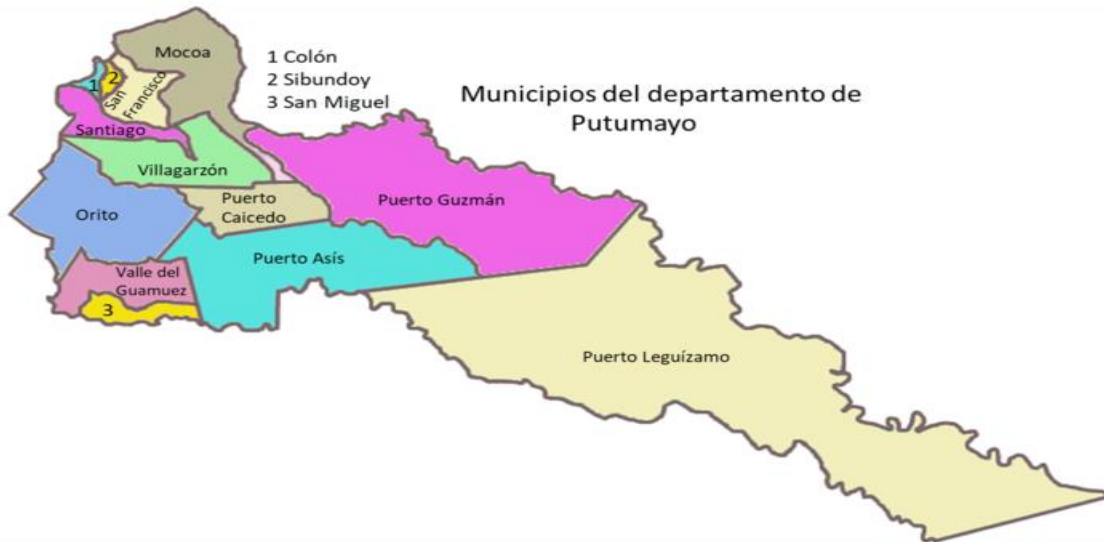 Mocoa
1 Colón
2 Sibundoy
3 San Miguel
Municipios del departamento de
Putumayo
1
2
San
Francisco
Santiago
Villagarzón
Puerto
Caicedo
Puerto Guzmán
Orito
Puerto Asís
Valle del
Guamuez
3
Puerto Leguízamo